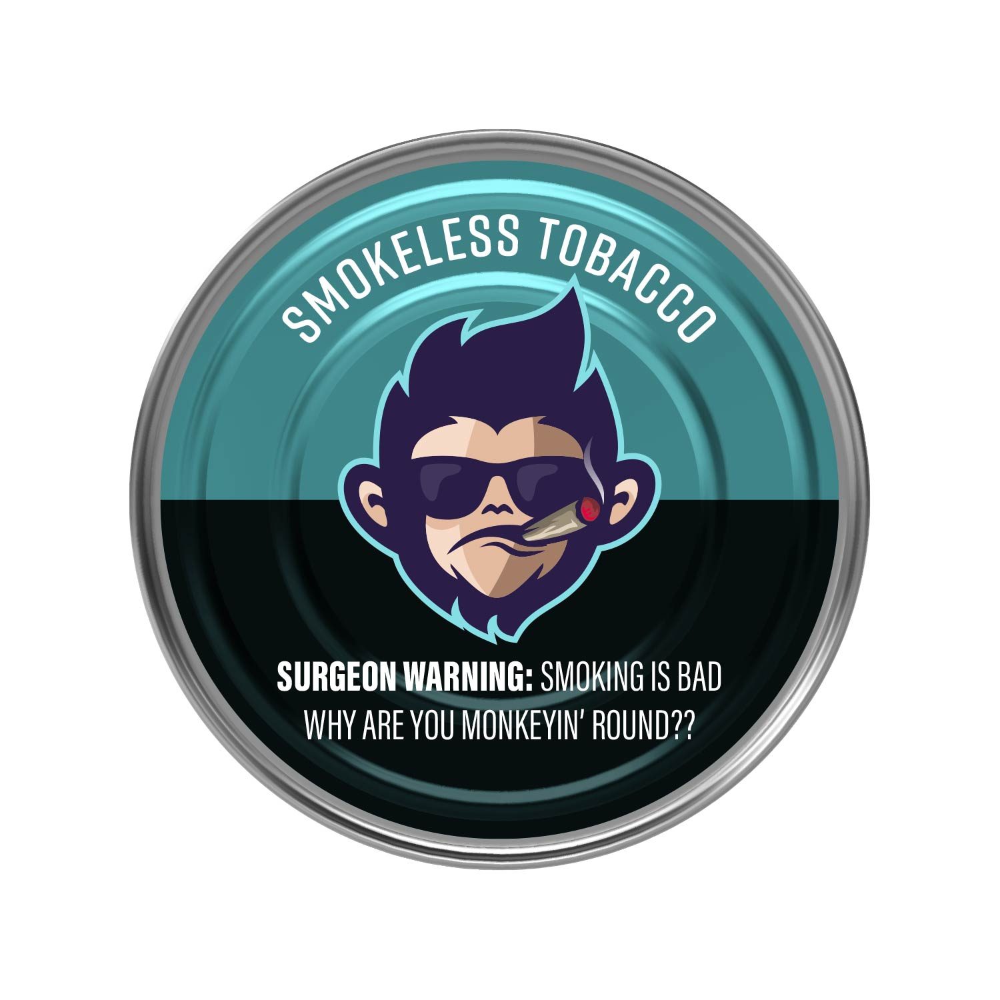 SMOKELESS TOBACCO
SURGEON WARNING: SMOKING IS BAD
WHY ARE YOU MONKEYIN' ROUND??